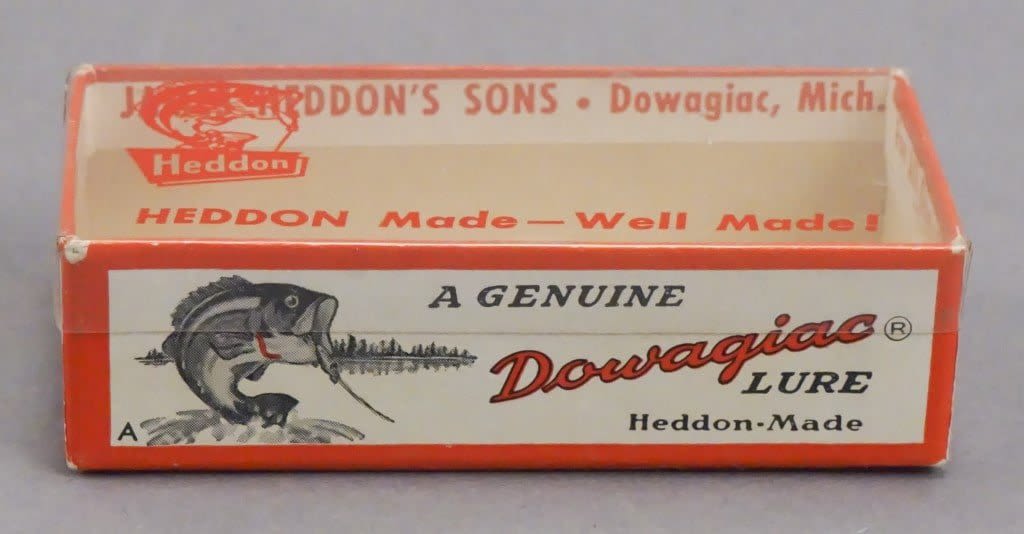 HEDDON'S SONS • Dowagiac, Mich.
Heddon
HEDDON Made — Well Made!
A GENUINE
Dowagiac ®
LURE
Heddon-Made
A